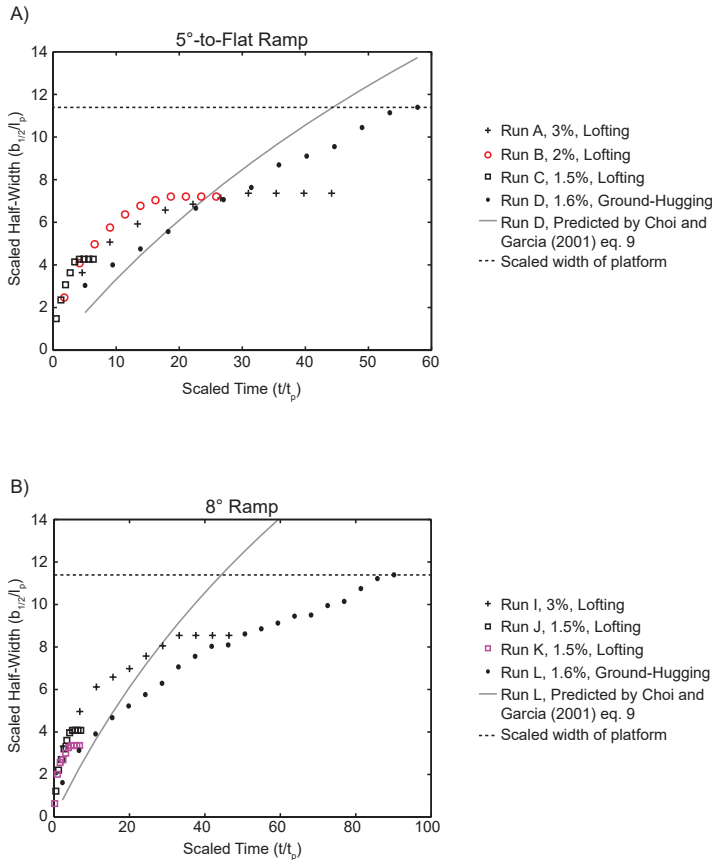 A)
5°-to-Flat Ramp
14
12
10
8
6
4
2
0
0 10 20 30 40 50 60
Scaled Half-Width (b1/2/lp)
Scaled Time (t/tp)
Run A, 3%, Lofting
Run B, 2%, Lofting
Run C, 1.5%, Lofting
Run D, 1.6%, Ground-Hugging
Run D, Predicted by Choi and
Garcia (2001) eq. 9
Scaled width of platform
B)
8° Ramp
14
12
10
8
6
4
2
0
0 20 40 60 80 100
Scaled Half-Width (b1/2/lp)
Scaled Time (t/tp)
Run I, 3%, Lofting
Run J, 1.5%, Lofting
Run K, 1.5%, Lofting
Run L, 1.6%, Ground-Hugging
Run L, Predicted by Choi and
Garcia (2001) eq. 9
Scaled width of platform